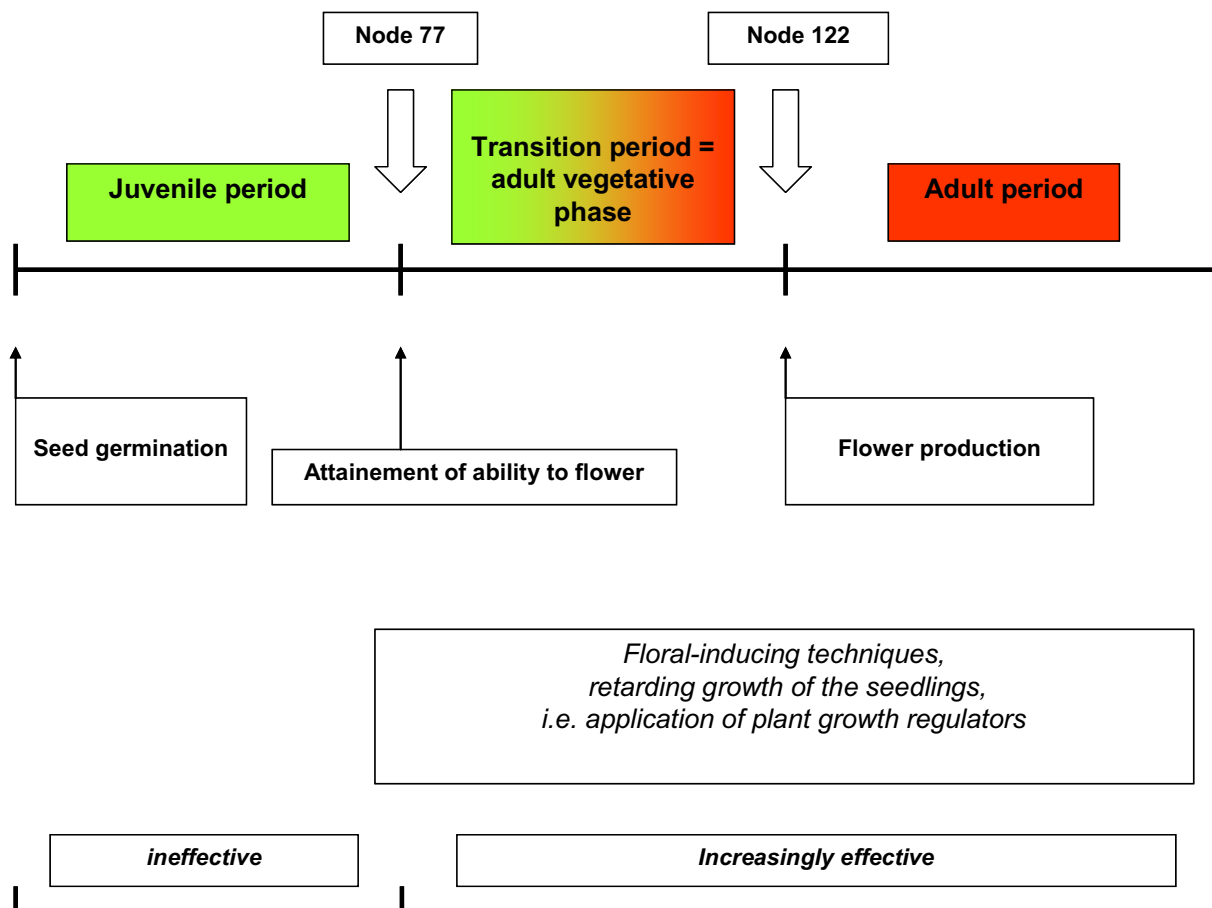 Node 77
Node 122
Juvenile period
Transition period =
adult vegetative
phase
Adult period
Seed germination
Attainement of ability to flower
Flower production
Floral-inducing techniques,
retarding growth of the seedlings,
i.e. application of plant growth regulators
ineffective
Increasingly effective